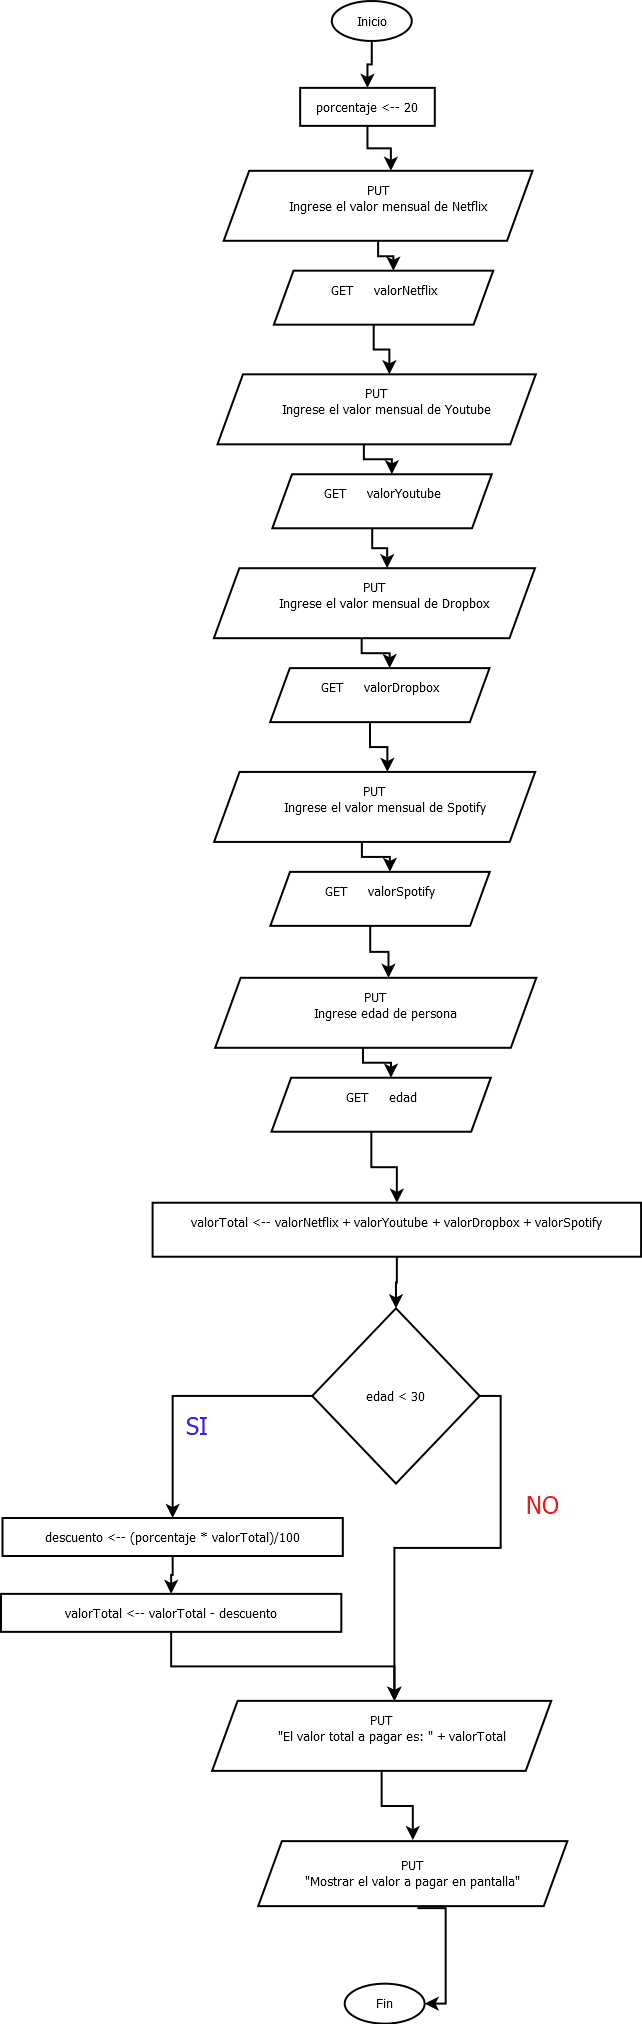 Inicio
porcentaje <-- 20
PUT
Ingrese el valor mensual de Netflix
GET valorNetflix
PUT
Ingrese el valor mensual de Youtube
GET valorYoutube
PUT
Ingrese el valor mensual de Dropbox
GET valorDropbox
PUT
Ingrese el valor mensual de Spotify
GET valorSpotify
PUT
Ingrese edad de persona
GET edad
valorTotal <-- valorNetflix + valorYoutube + valorDropbox + valorSpotify
edad < 30
SI
NO
descuento <-- (porcentaje * valorTotal)/100
valorTotal <-- valorTotal - descuento
PUT
"El valor total a pagar es: " + valorTotal
PUT
"Mostrar el valor a pagar en pantalla"
Fin